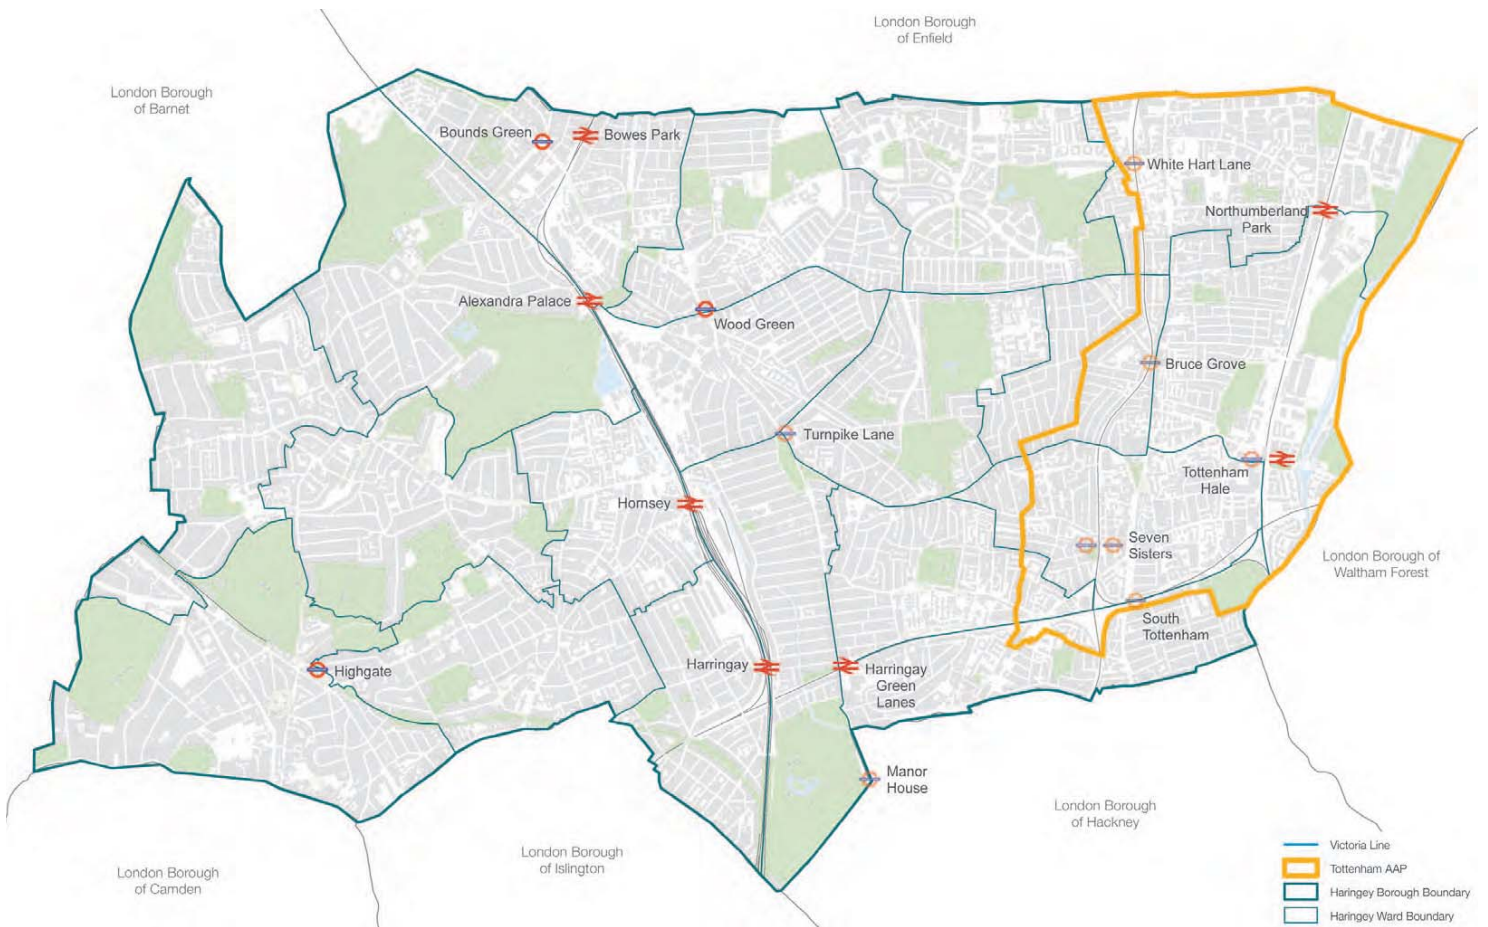 London Borough
of Enfield
London Borough
of Barnet
Bounds Green
Bowes Park
White Hart Lane
Northumberland
Park
Alexandra Palace
Wood Green
Bruce Grove
Turnpike Lane
Tottenham
Hale
Hornsey
Seven
Sisters
London Borough of
Waltham Forest
South
Tottenham
Highgate
Harringay
Harringay
Green
Lanes
Manor
House
London Borough
of Hackney
London Borough
of Islington
London Borough
of Camden
Victoria Line
Tottenham AAP
Haringey Borough Boundary
Haringey Ward Boundary